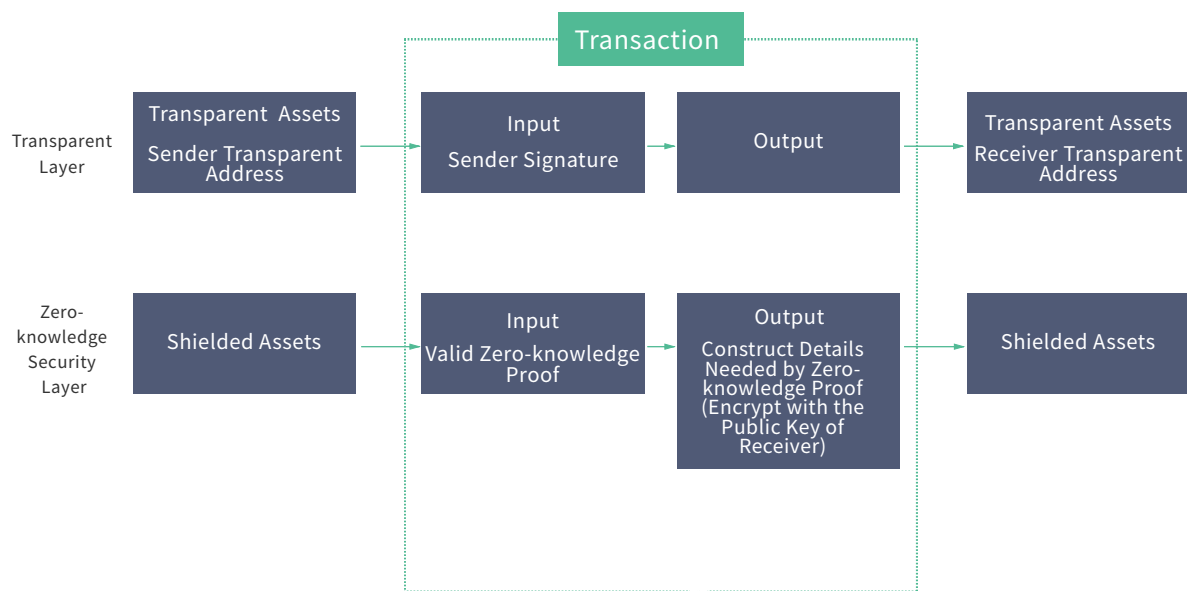 Transaction
Transparent
Layer
Transparent Assets
Sender Transparent
Address
Input
Sender Signature
Output
Transparent Assets
Receiver Transparent
Address
Zero-
knowledge
Security
Layer
Shielded Assets
Input
Valid Zero-knowledge
Proof
Output
Construct Details
Needed by Zero-
knowledge Proof
(Encrypt with the
Public Key of
Receiver)
Shielded Assets